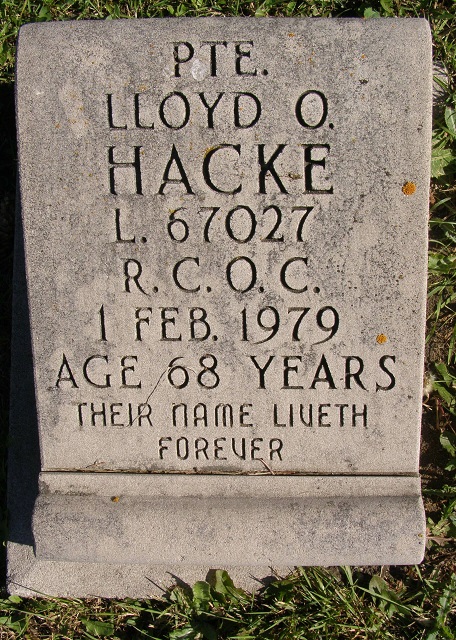 PTE.
LLOYD O.
HACKE
L. 67027
R.C.O.C.
1 FEB. 1979
AGE 68 YEARS
THEIR NAME LIVETH
FOREVER